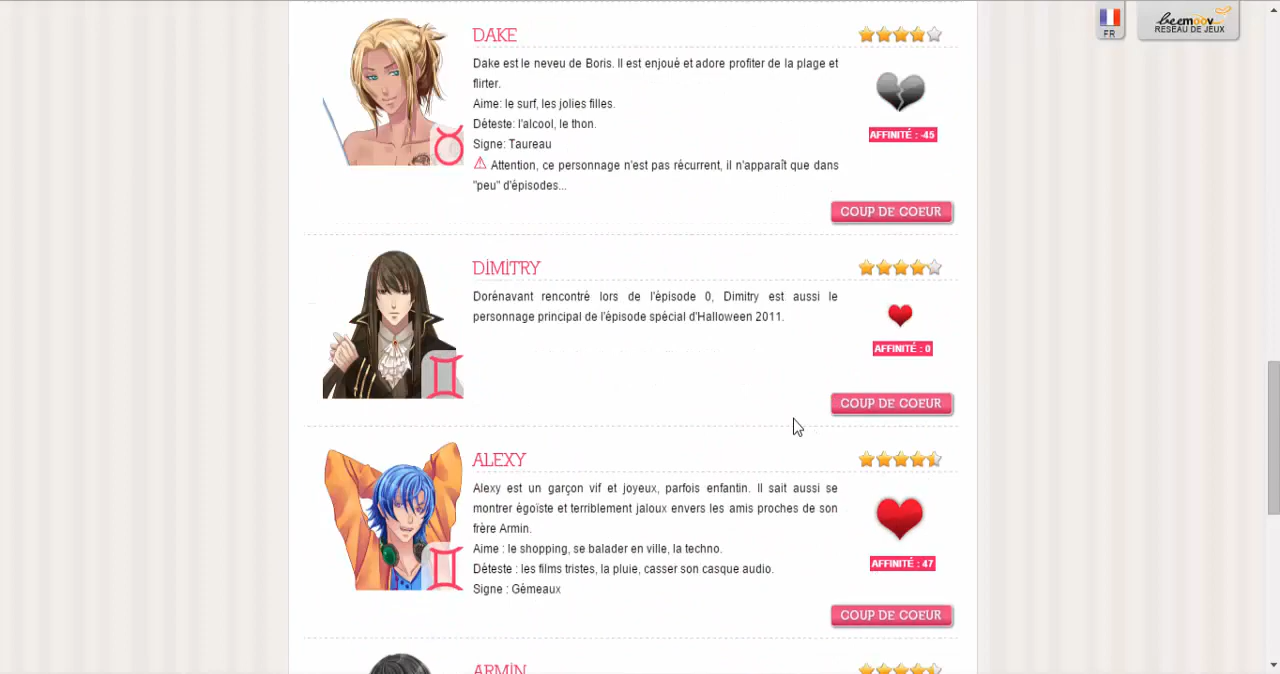 FR
beemoov
RESEAU DE JEUX
DAKE
Dake est le neveu de Boris. Il est enjoué et adore profiter de la plage et
flirter.
Aime: le surf, les jolies filles.
Déteste: l'alcool, le thon.
Signe: Taureau
Attention, ce personnage n'est pas récurrent, il n'apparaît que dans
"peu" d'épisodes...
AFFINITÉ : -45
COUP DE COEUR
DIMITRY
Dorénavant rencontré lors de l'épisode 0, Dimitry est aussi le
personnage principal de l'épisode spécial d'Halloween 2011.
AFFINITÉ : 0
COUP DE COEUR
ALEXY
Alexy est un garçon vif et joyeux, parfois enfantin. Il sait aussi se
montrer égoïste et terriblement jaloux envers les amis proches de son
frère Armin.
Aime : le shopping, se balader en ville, la techno.
Déteste : les films tristes, la pluie, casser son casque audio.
Signe : Gémeaux
AFFINITÉ : 47
COUP DE COEUR
ARMIN